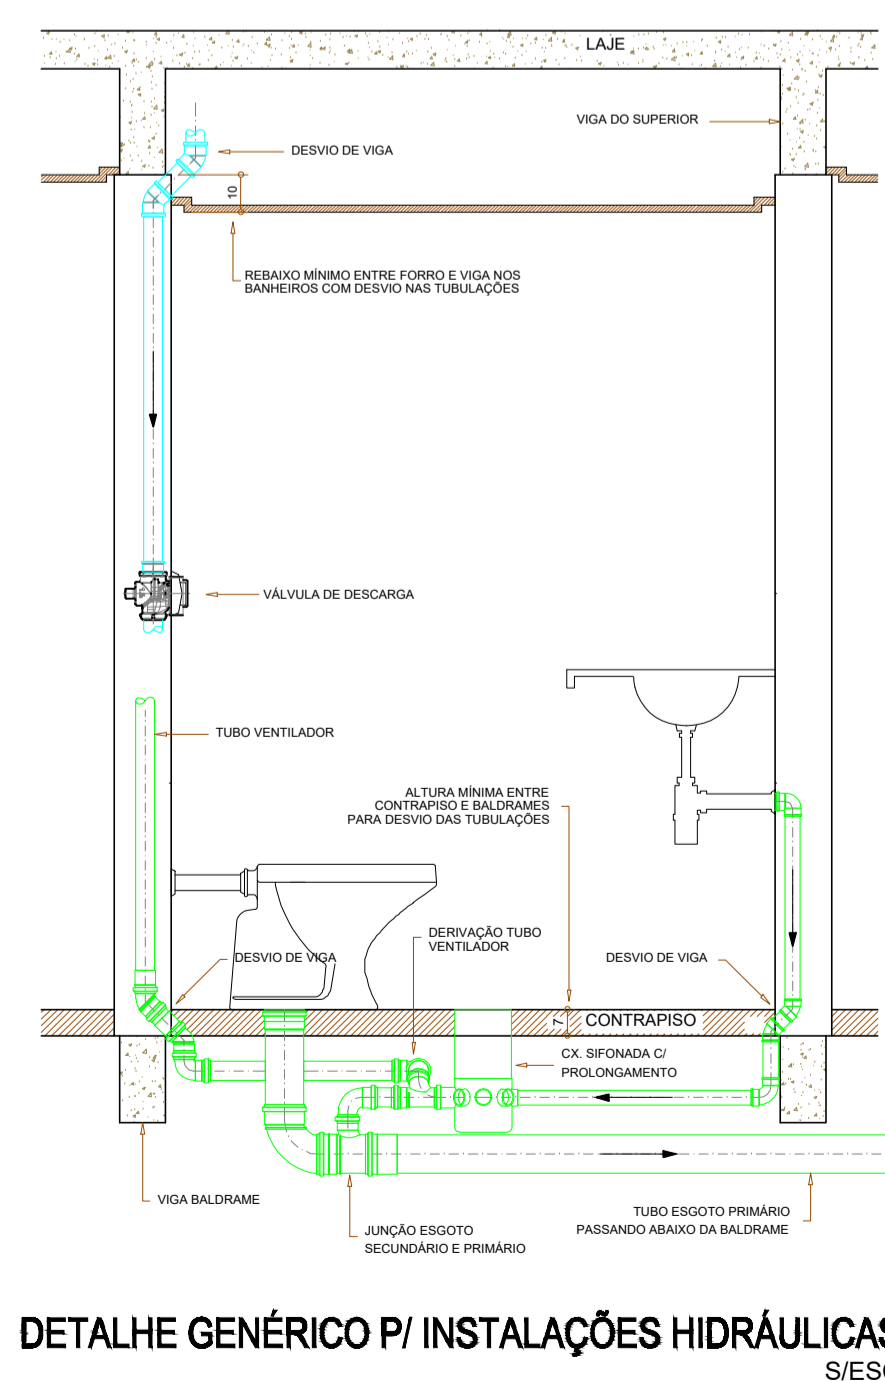 LAJE
VIGA DO SUPERIOR
DESVIO DE VIGA
10
REBAIXO MÍNIMO ENTRE FORRO E VIGA NOS
BANHEIROS COM DESVIO NAS TUBULAÇÕES
VÁLVULA DE DESCARGA
TUBO VENTILADOR
ALTURA MÍNIMA ENTRE
CONTRAPISO E BALDRAMES
PARA DESVIO DAS TUBULAÇÕES
DERIVAÇÃO TUBO
VENTILADOR
DESVIO DE VIGA
DESVIO DE VIGA
7
CONTRAPISO
CX. SIFONADA C/
PROLONGAMENTO
VIGA BALDRAME
JUNÇÃO ESGOTO
SECUNDÁRIO E PRIMÁRIO
TUBO ESGOTO PRIMÁRIO
PASSANDO ABAIXO DA BALDRAME
DETALHE GENÉRICO P/ INSTALAÇÕES HIDRÁULICAS
S/ESC